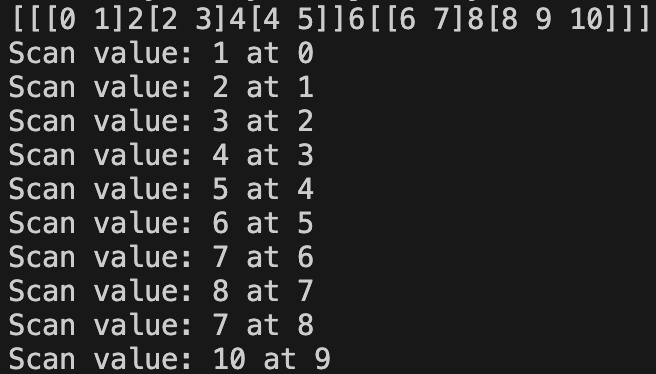 [[[0 1]2[2 3]4[4 5]]6[[6 7]8[8 9 10]]]
Scan value: 1 at 0
Scan value: 2 at 1
Scan value: 3 at 2
Scan value: 4 at 3
Scan value: 5 at 4
Scan value: 6 at 5
Scan value: 7 at 6
Scan value: 8 at 7
Scan value: 7 at 8
Scan value: 10 at 9